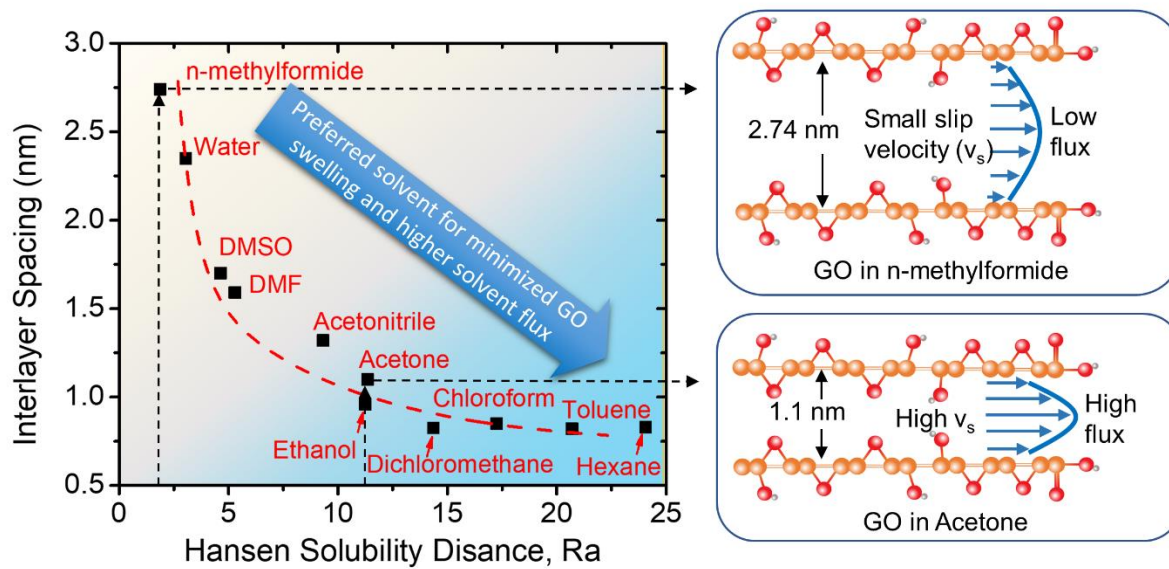 Interlayer Spacing (nm)
3.0
2.5
2.0
1.5
1.0
0.5
0
5
10
15
20
25
Hansen Solubility Disance, Ra
n-methylformide
Water
DMSO
DMF
Acetonitrile
Acetone
Ethanol
Dichloromethane
Chloroform
Toluene
Hexane
Preferred solvent for minimized GO
swelling and higher solvent flux
2.74 nm
Small slip
velocity (vₛ)
Low
flux
GO in n-methylformide
1.1 nm
High vₛ
High
flux
GO in Acetone